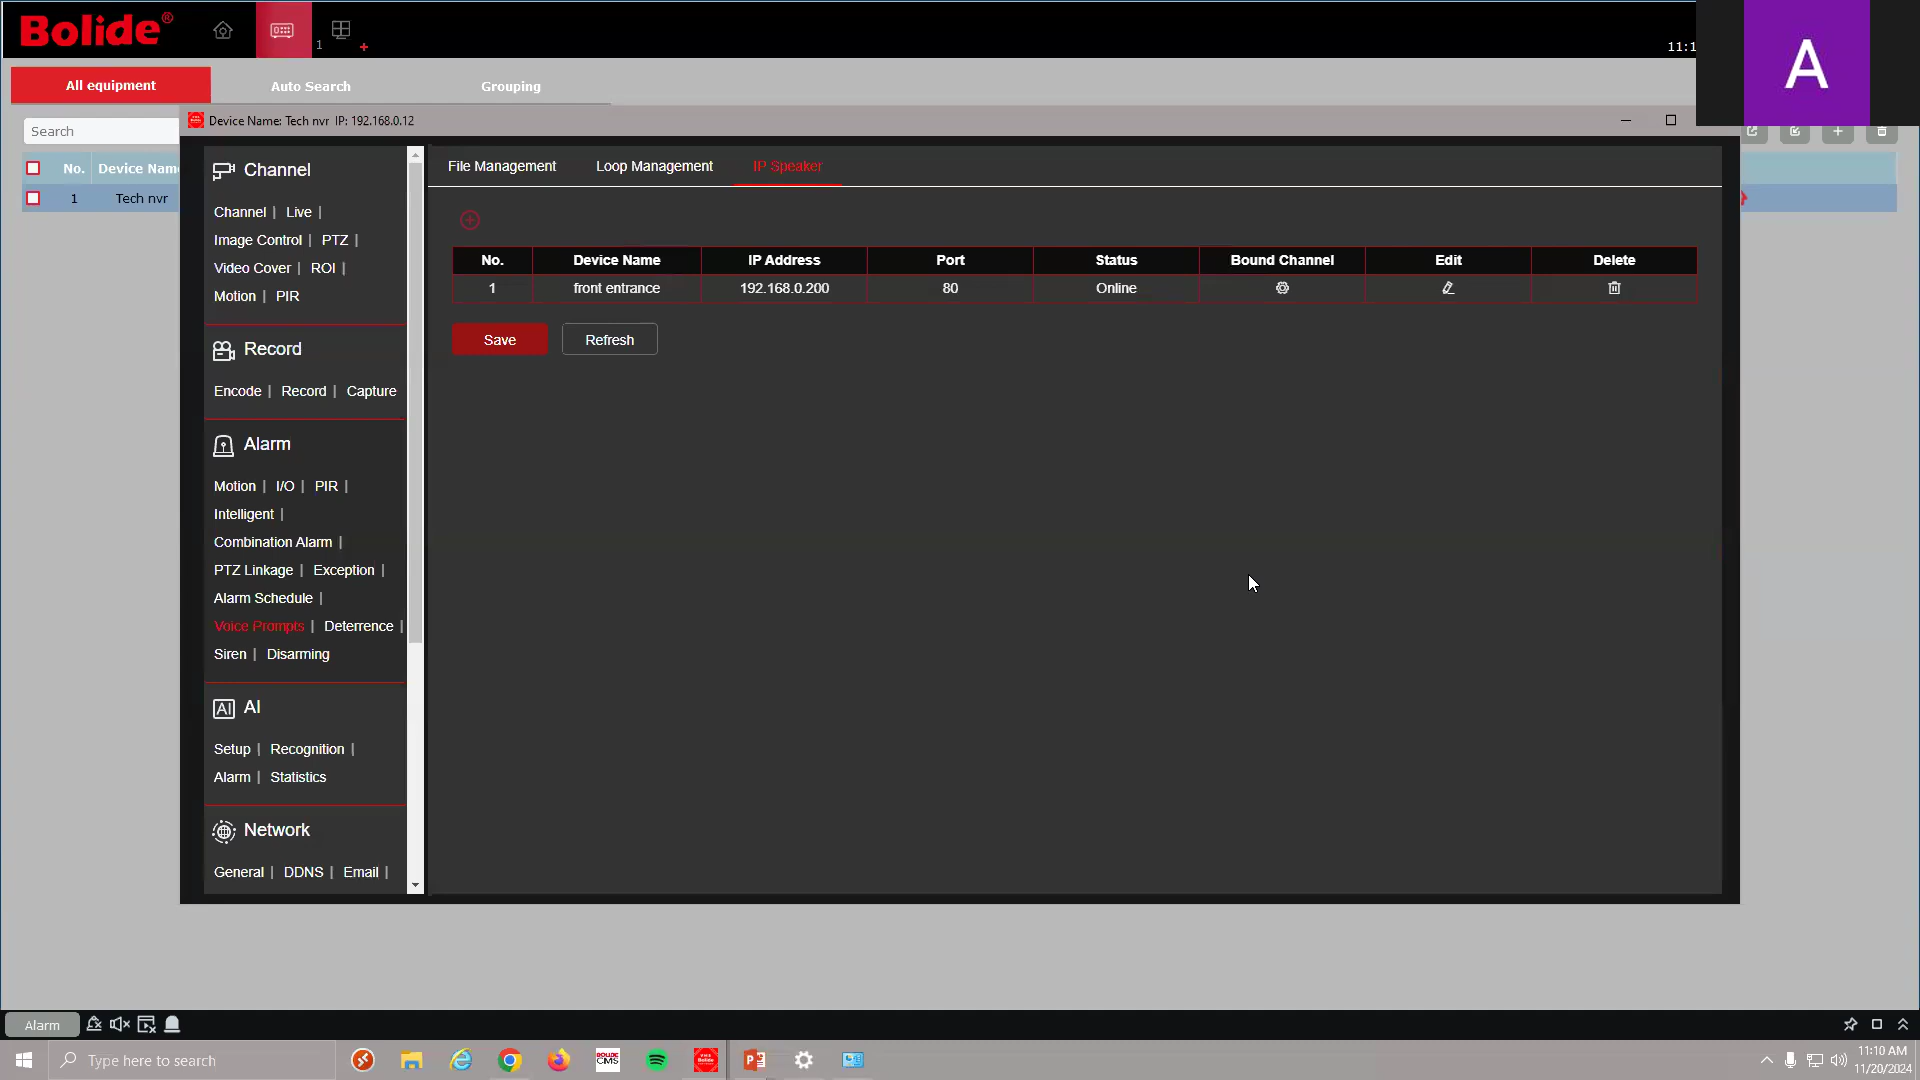 Bolide®
1
11:1
A
All equipment
Auto Search
Grouping
Search
Device Name: Tech nvr IP: 192.168.0.12
No.
Device Nam
1
Tech nvr
Channel
Channel | Live |
Image Control | PTZ |
Video Cover | ROI |
Motion | PIR
Record
Encode | Record | Capture
Alarm
Motion | I/O | PIR |
Intelligent |
Combination Alarm |
PTZ Linkage | Exception |
Alarm Schedule |
Voice Prompts | Deterrence |
Siren | Disarming
AI AI
Setup | Recognition |
Alarm | Statistics
Network
General | DDNS | Email |
File Management
Loop Management
IP Speaker
No. Device Name IP Address Port Status Bound Channel Edit Delete
1 front entrance 192.168.0.200 80 Online
Save
Refresh
Alarm
Type here to search
BOLIDE
CMS
11:10 AM
11/20/2024